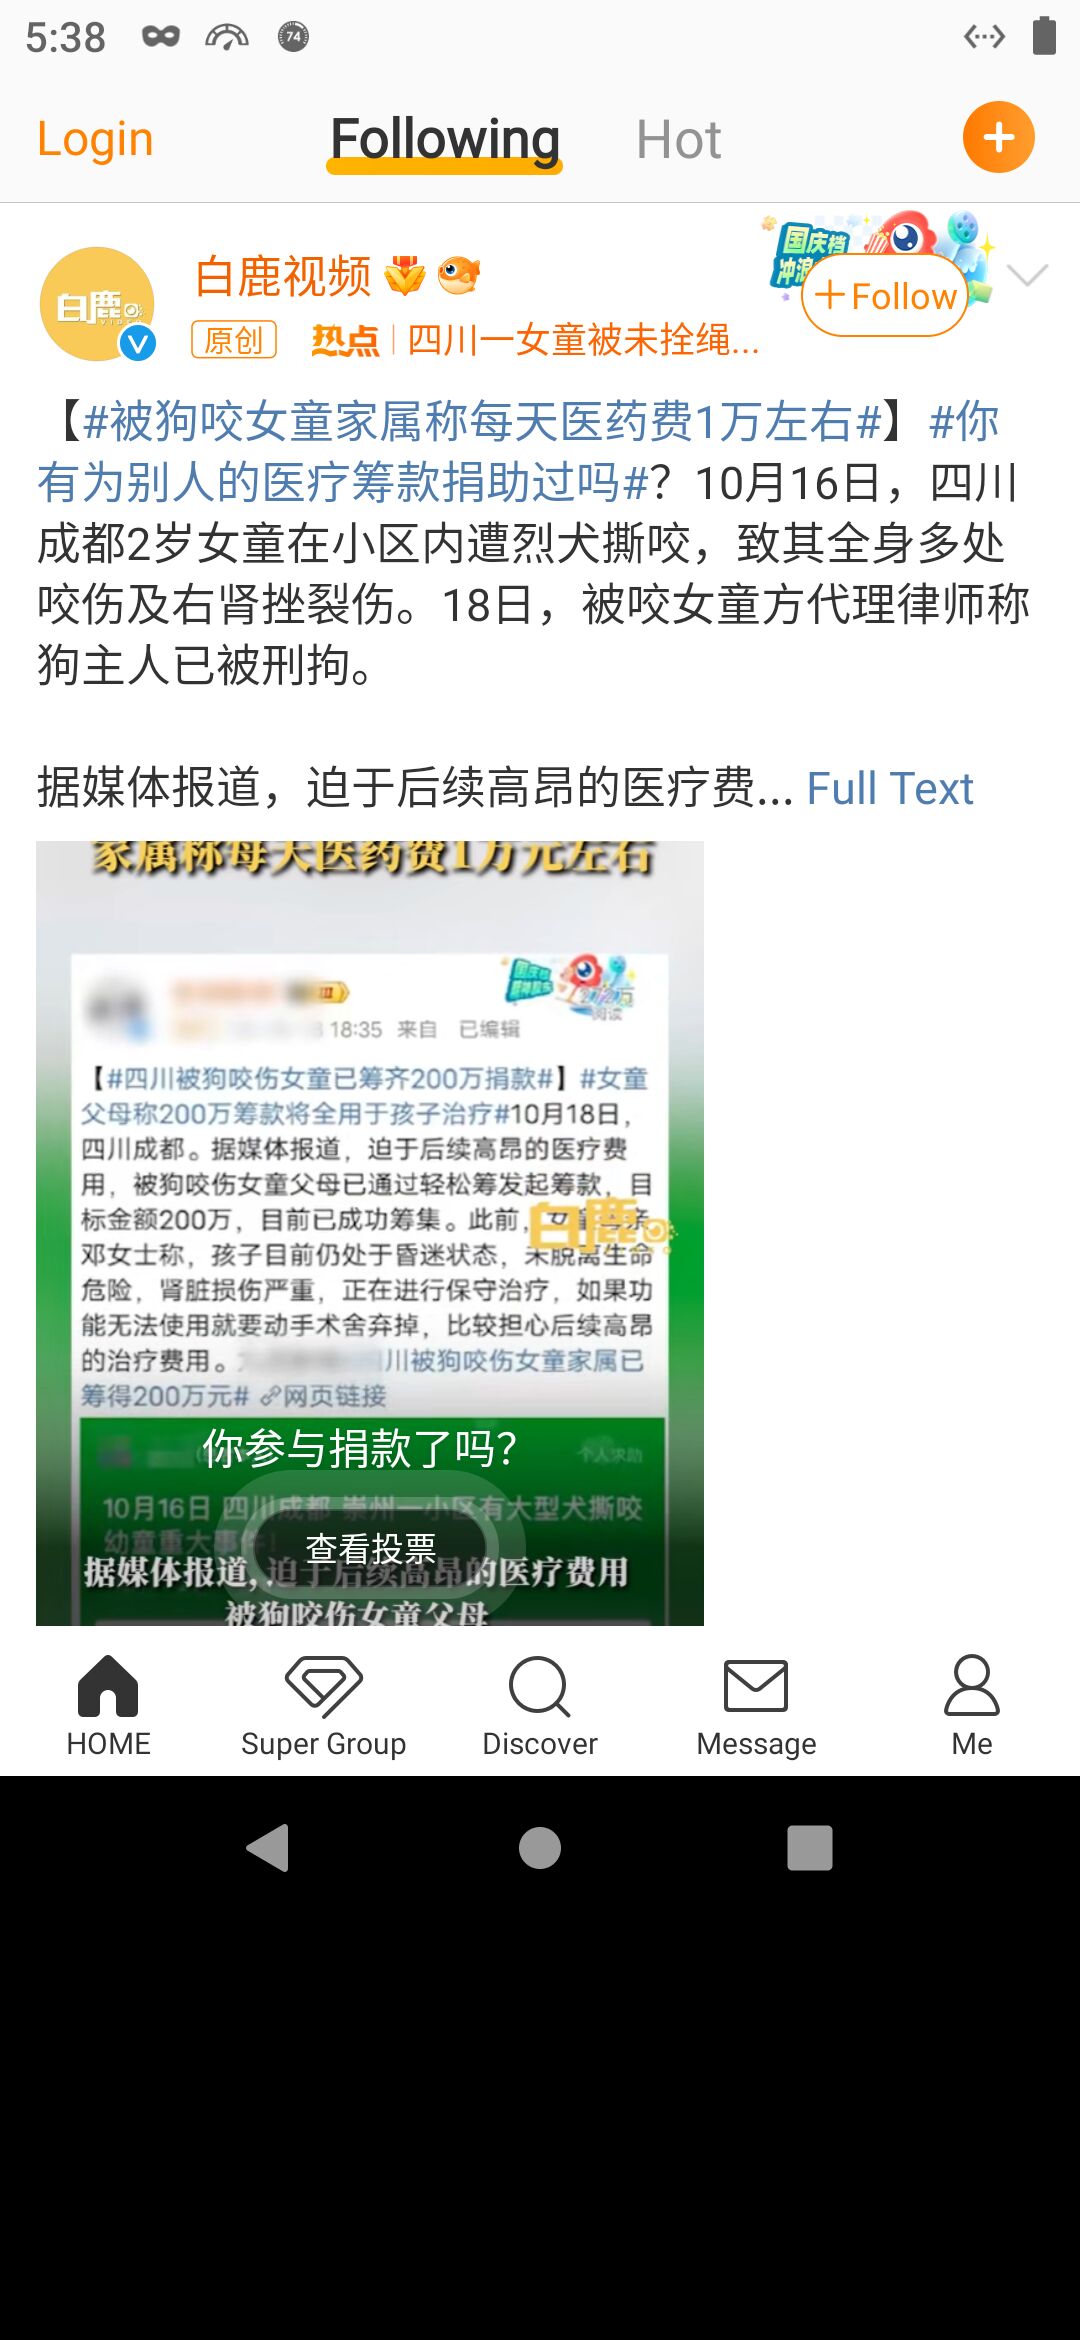 5:38
74
Login
Following
Hot
白鹿视频
白鹿
VIDEO
原创
热点
四川一女童被未拴绳...
国庆档
+Follow
【#被狗咬女童家属称每天医药费1万左右#】#你
有为别人的医疗筹款捐助过吗#？10月16日，四川
成都2岁女童在小区内遭烈犬撕咬，致其全身多处
咬伤及右肾挫裂伤。18日，被咬女童方代理律师称
狗主人已被刑拘。
据媒体报道，迫于后续高昂的医疗费... Full Text
家属称每天医药费1万元左右
国庆档
阅读
18:35 来自 已编辑
【#四川被狗咬伤女童已筹齐200万捐款#】#女童
父母称200万筹款将全用于孩子治疗#10月18日，
四川成都。据媒体报道，迫于后续高昂的医疗费
用，被狗咬伤女童父母已通过轻松筹发起筹款，目
标金额200万，目前已成功筹集。此前，女
白鹿
邓女士称，孩子目前仍处于昏迷状态，未脱离生命
危险，肾脏损伤严重，正在进行保守治疗，如果功
能无法使用就要动手术舍弃掉，比较担心后续高昂
的治疗费用。
川被狗咬伤女童家属已
筹得200万元# 网页链接
你参与捐款了吗？
个人求助
10月16日 四川成都 崇州一小区有大型犬撕咬
幼童重大事件！
查看投票
据媒体报道，迫于后续高昂的医疗费用
被狗咬伤女童父母
HOME
Super Group
Discover
Message
Me